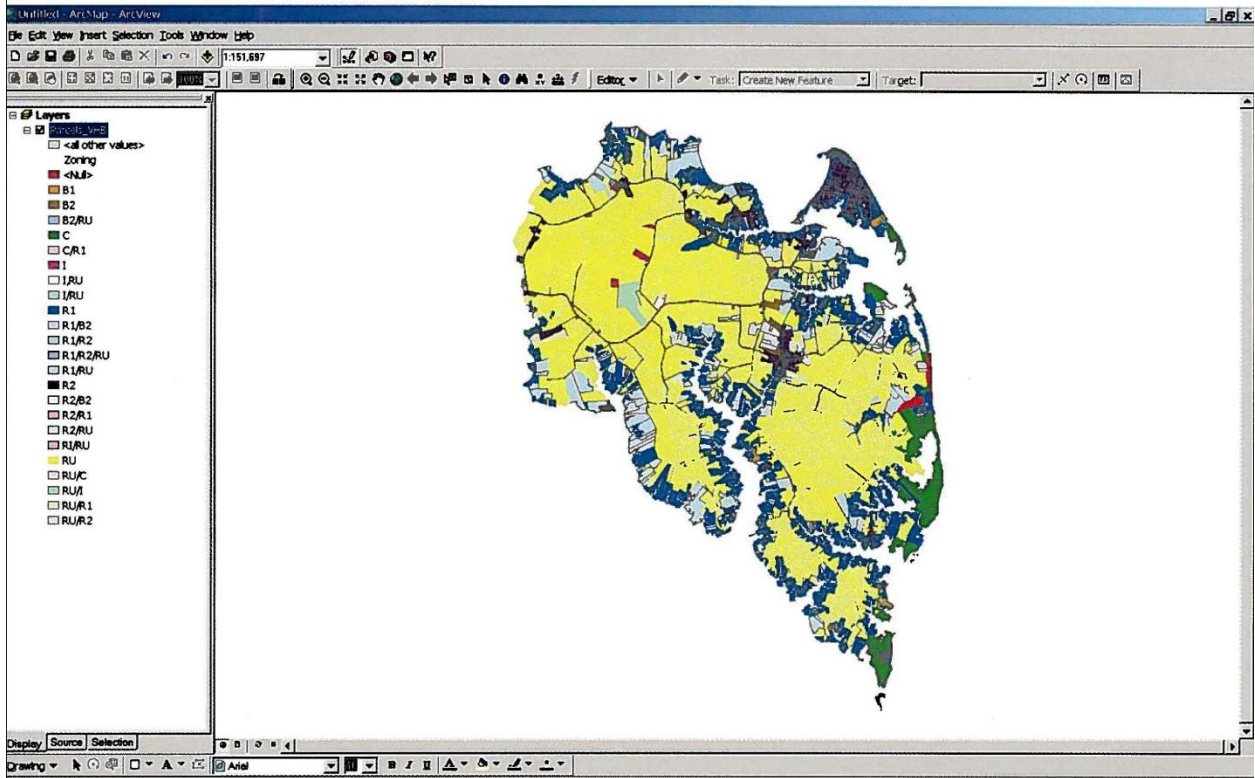 Untitled - ArcMap - ArcView
File Edit View Insert Selection Tools Window Help
1:151,697
100% Editor Task: Create New Feature Target:
Layers
Parcels_VHB
<all other values>
Zoning
<Null>
B1
B2
B2/RU
C
C/R1
I
I,RU
I/RU
R1
R1/B2
R1/R2
R1/R2/RU
R1/RU
R2
R2/B2
R2/R1
R2/RU
RI/RU
RU
RU/C
RU/I
RU/R1
RU/R2
Display Source Selection
Drawing A Arial 10 B I U A